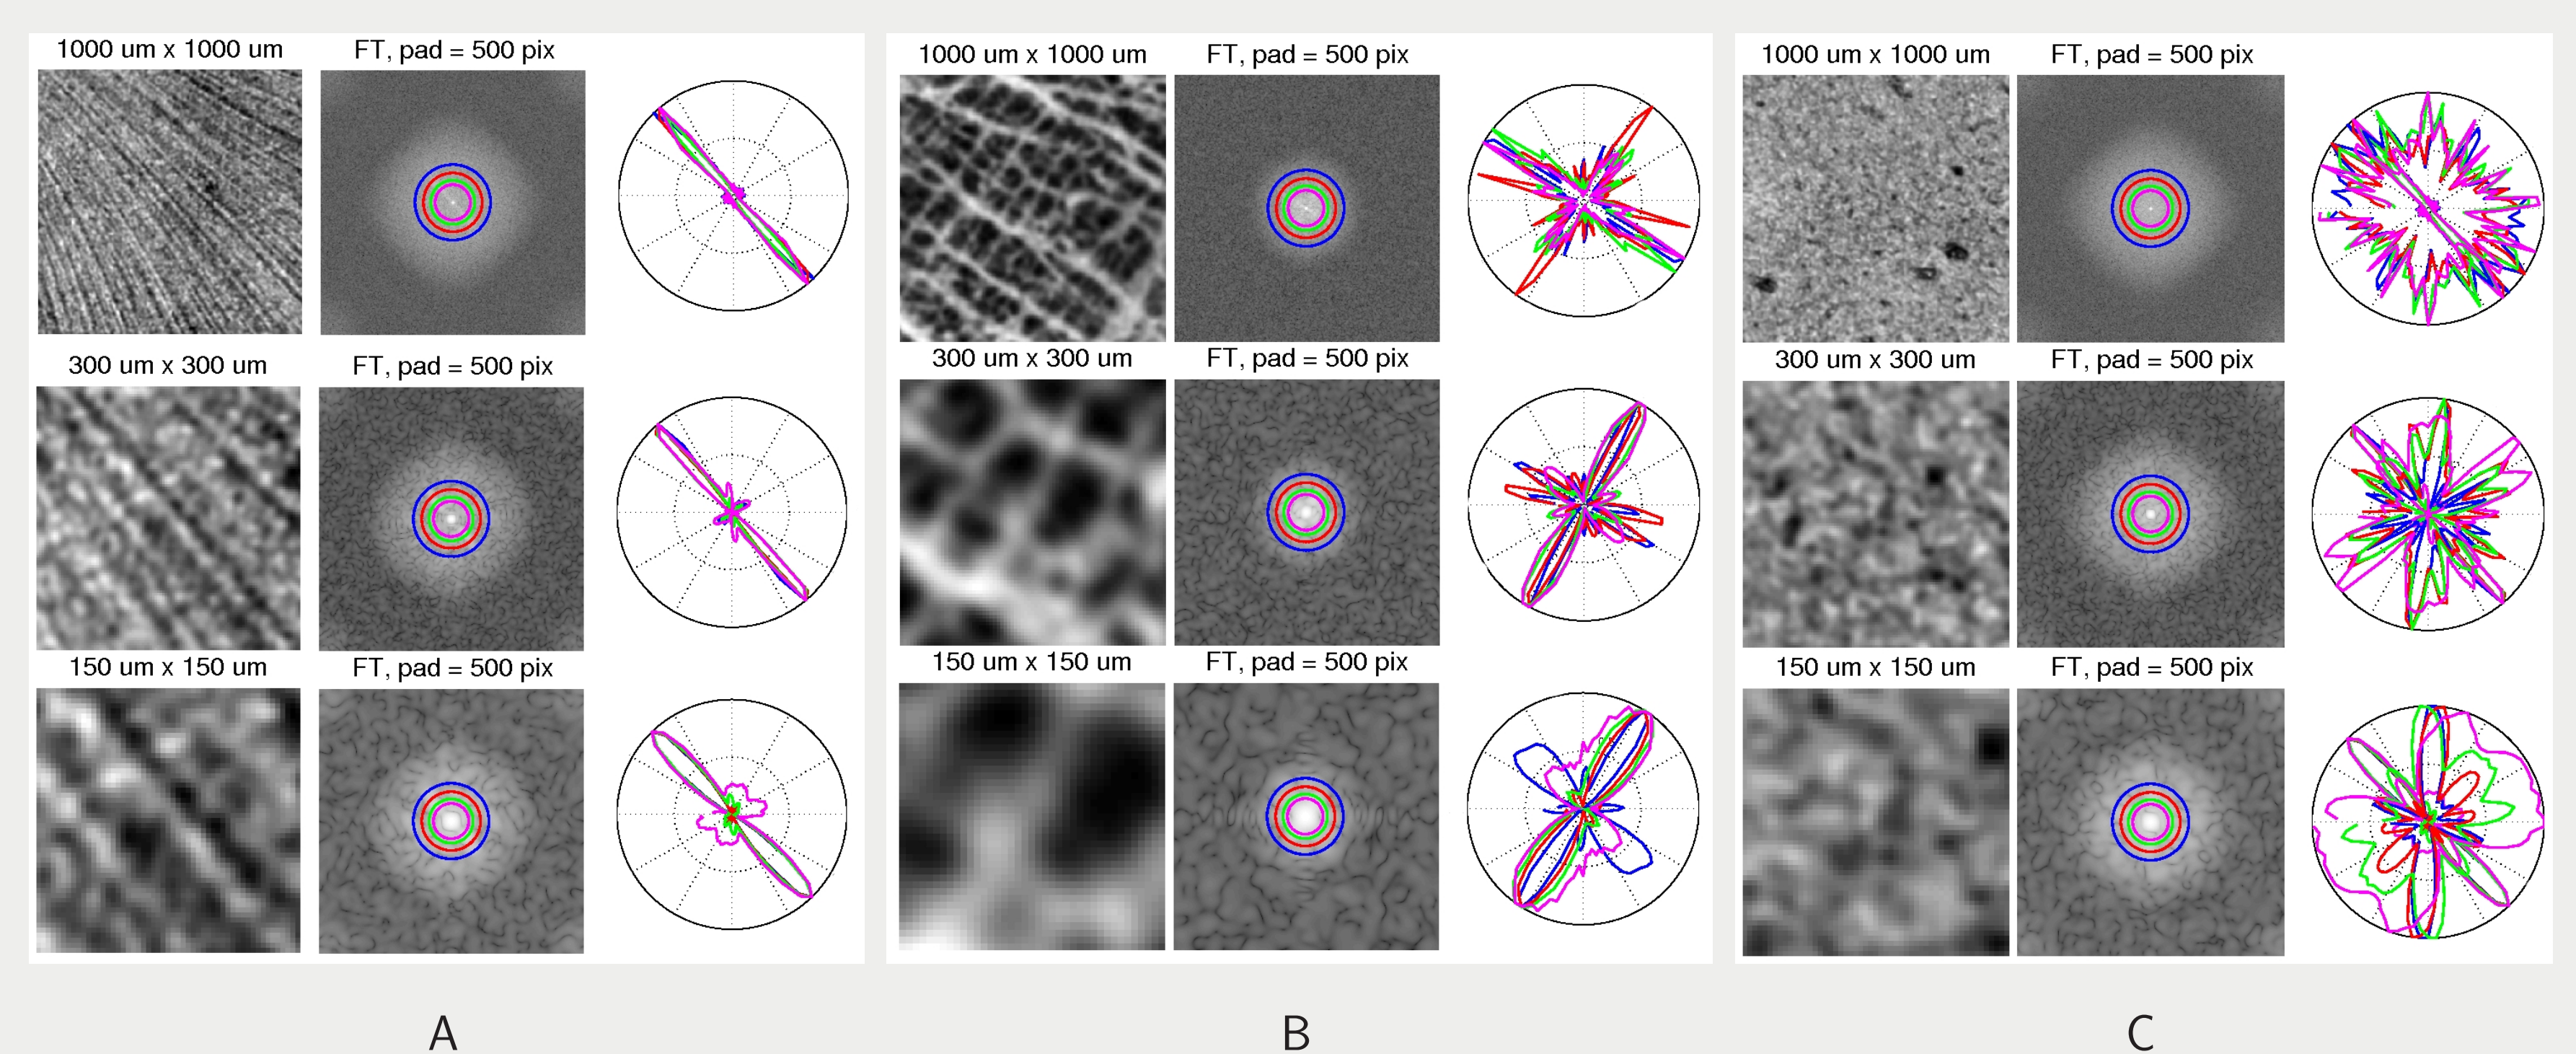 1000 um x 1000 um FT, pad = 500 pix
300 um x 300 um FT, pad = 500 pix
150 um x 150 um FT, pad = 500 pix
A
1000 um x 1000 um FT, pad = 500 pix
300 um x 300 um FT, pad = 500 pix
150 um x 150 um FT, pad = 500 pix
B
1000 um x 1000 um FT, pad = 500 pix
300 um x 300 um FT, pad = 500 pix
150 um x 150 um FT, pad = 500 pix
C